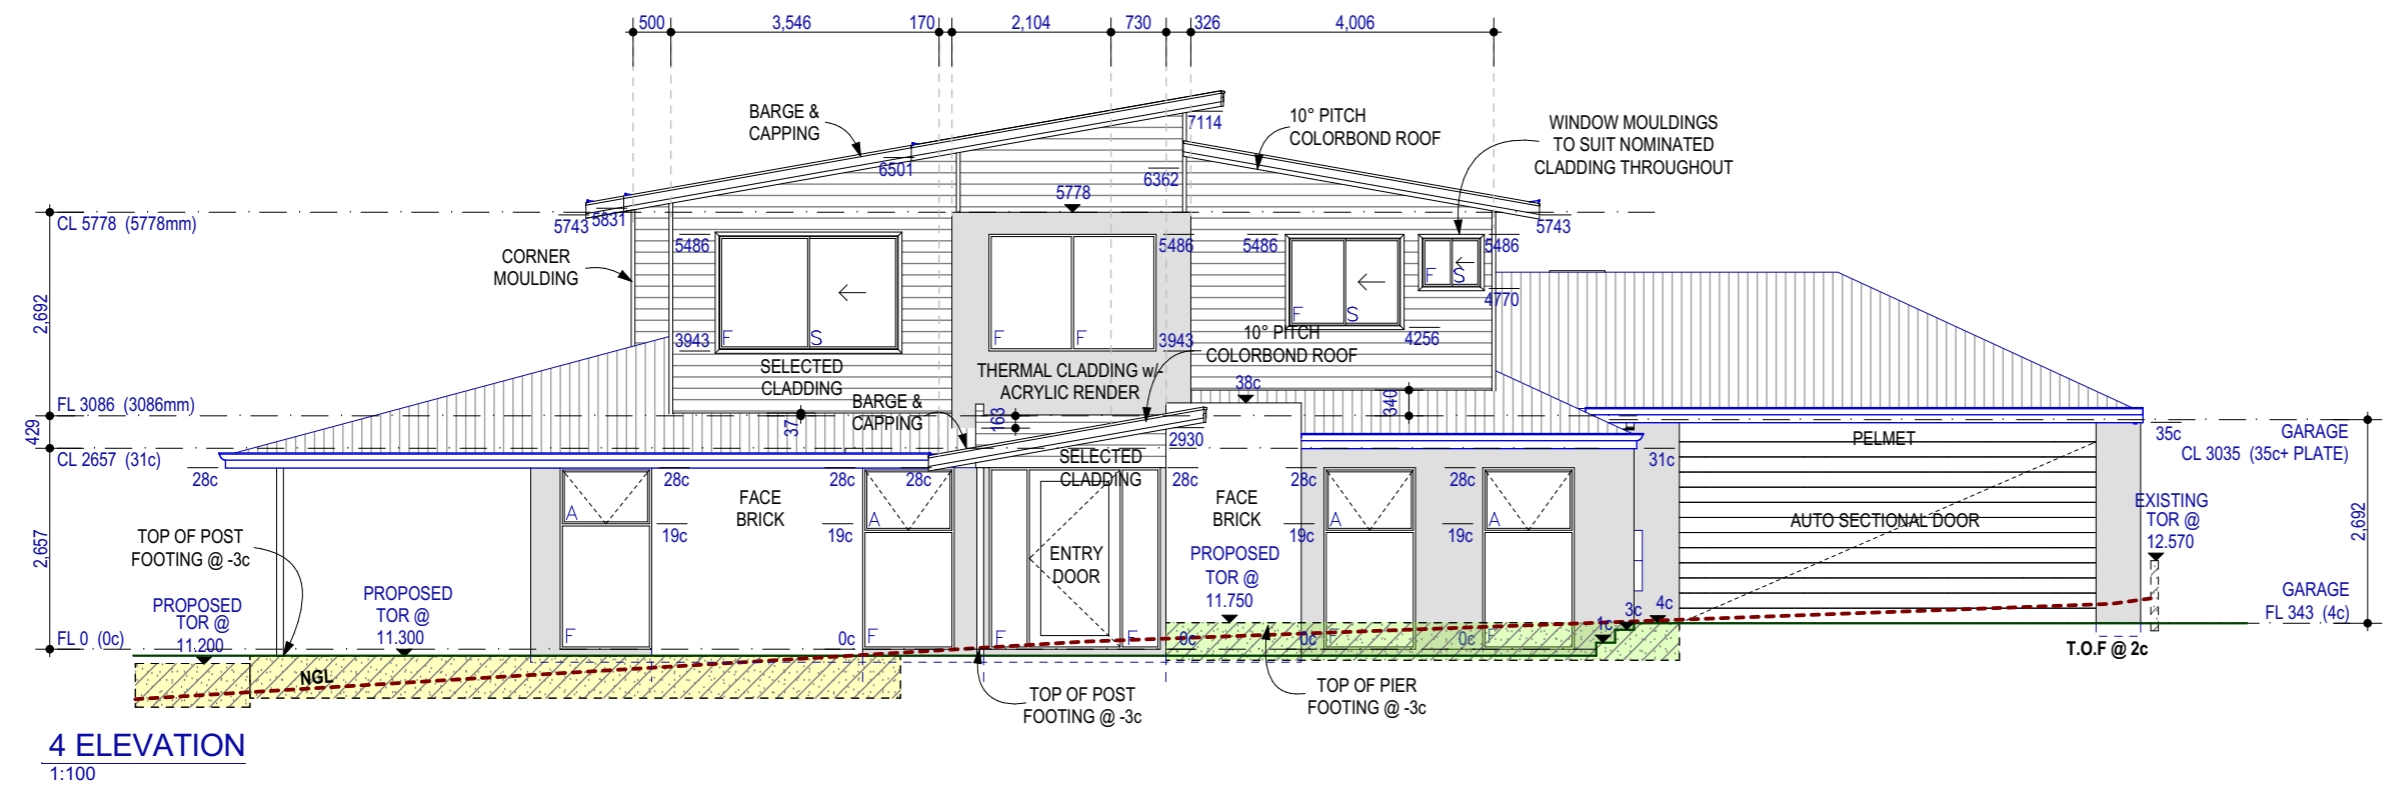 500 3,546 170 2,104 730 326 4,006
BARGE &
CAPPING
7114
10° PITCH
COLORBOND ROOF
WINDOW MOULDINGS
TO SUIT NOMINATED
CLADDING THROUGHOUT
6501
6362
5778
5743 5831
5743
CL 5778 (5778mm)
CORNER
MOULDING
5486
5486
5486
5486
F S
4770
2,692
3943
F S
F F
3943
F S
4256
10° PITCH
COLORBOND ROOF
SELECTED
CLADDING
THERMAL CLADDING w/-
ACRYLIC RENDER
38c
340
BARGE &
CAPPING
163
37
FL 3086 (3086mm)
429
2930
CL 2657 (31c)
SELECTED
CLADDING
31c
PELMET
35c
GARAGE
CL 3035 (35c+ PLATE)
28c
28c
28c
28c
28c
28c
28c
FACE
BRICK
FACE
BRICK
A
A
A
A
19c
19c
19c
19c
AUTO SECTIONAL DOOR
EXISTING
TOR @
12.570
2,692
2,657
TOP OF POST
FOOTING @ -3c
ENTRY
DOOR
PROPOSED
TOR @
11.750
PROPOSED
TOR @
11.200
PROPOSED
TOR @
11.300
GARAGE
FL 343 (4c)
4c
3c
1c
FL 0 (0c)
F
0c
F
F
F
0c
0c
0c
F
T.O.F @ 2c
NGL
TOP OF POST
FOOTING @ -3c
TOP OF PIER
FOOTING @ -3c
4 ELEVATION
1:100